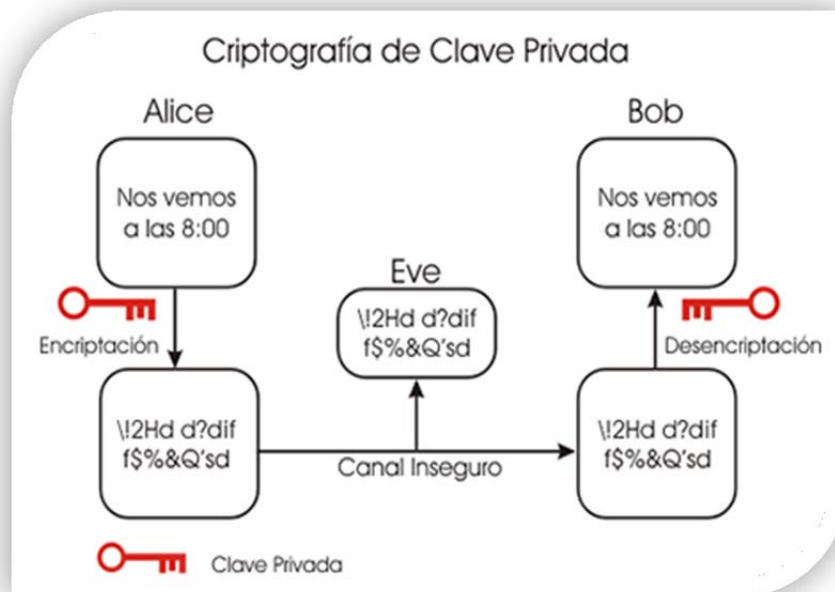 Criptografía de Clave Privada
Alice
Bob
Nos vemos
a las 8:00
Nos vemos
a las 8:00
Eve
\!2Hd d?dif
f$%&Q'sd
Encriptación
Desencriptación
\!2Hd d?dif
f$%&Q'sd
\!2Hd d?dif
f$%&Q'sd
Canal Inseguro
Clave Privada